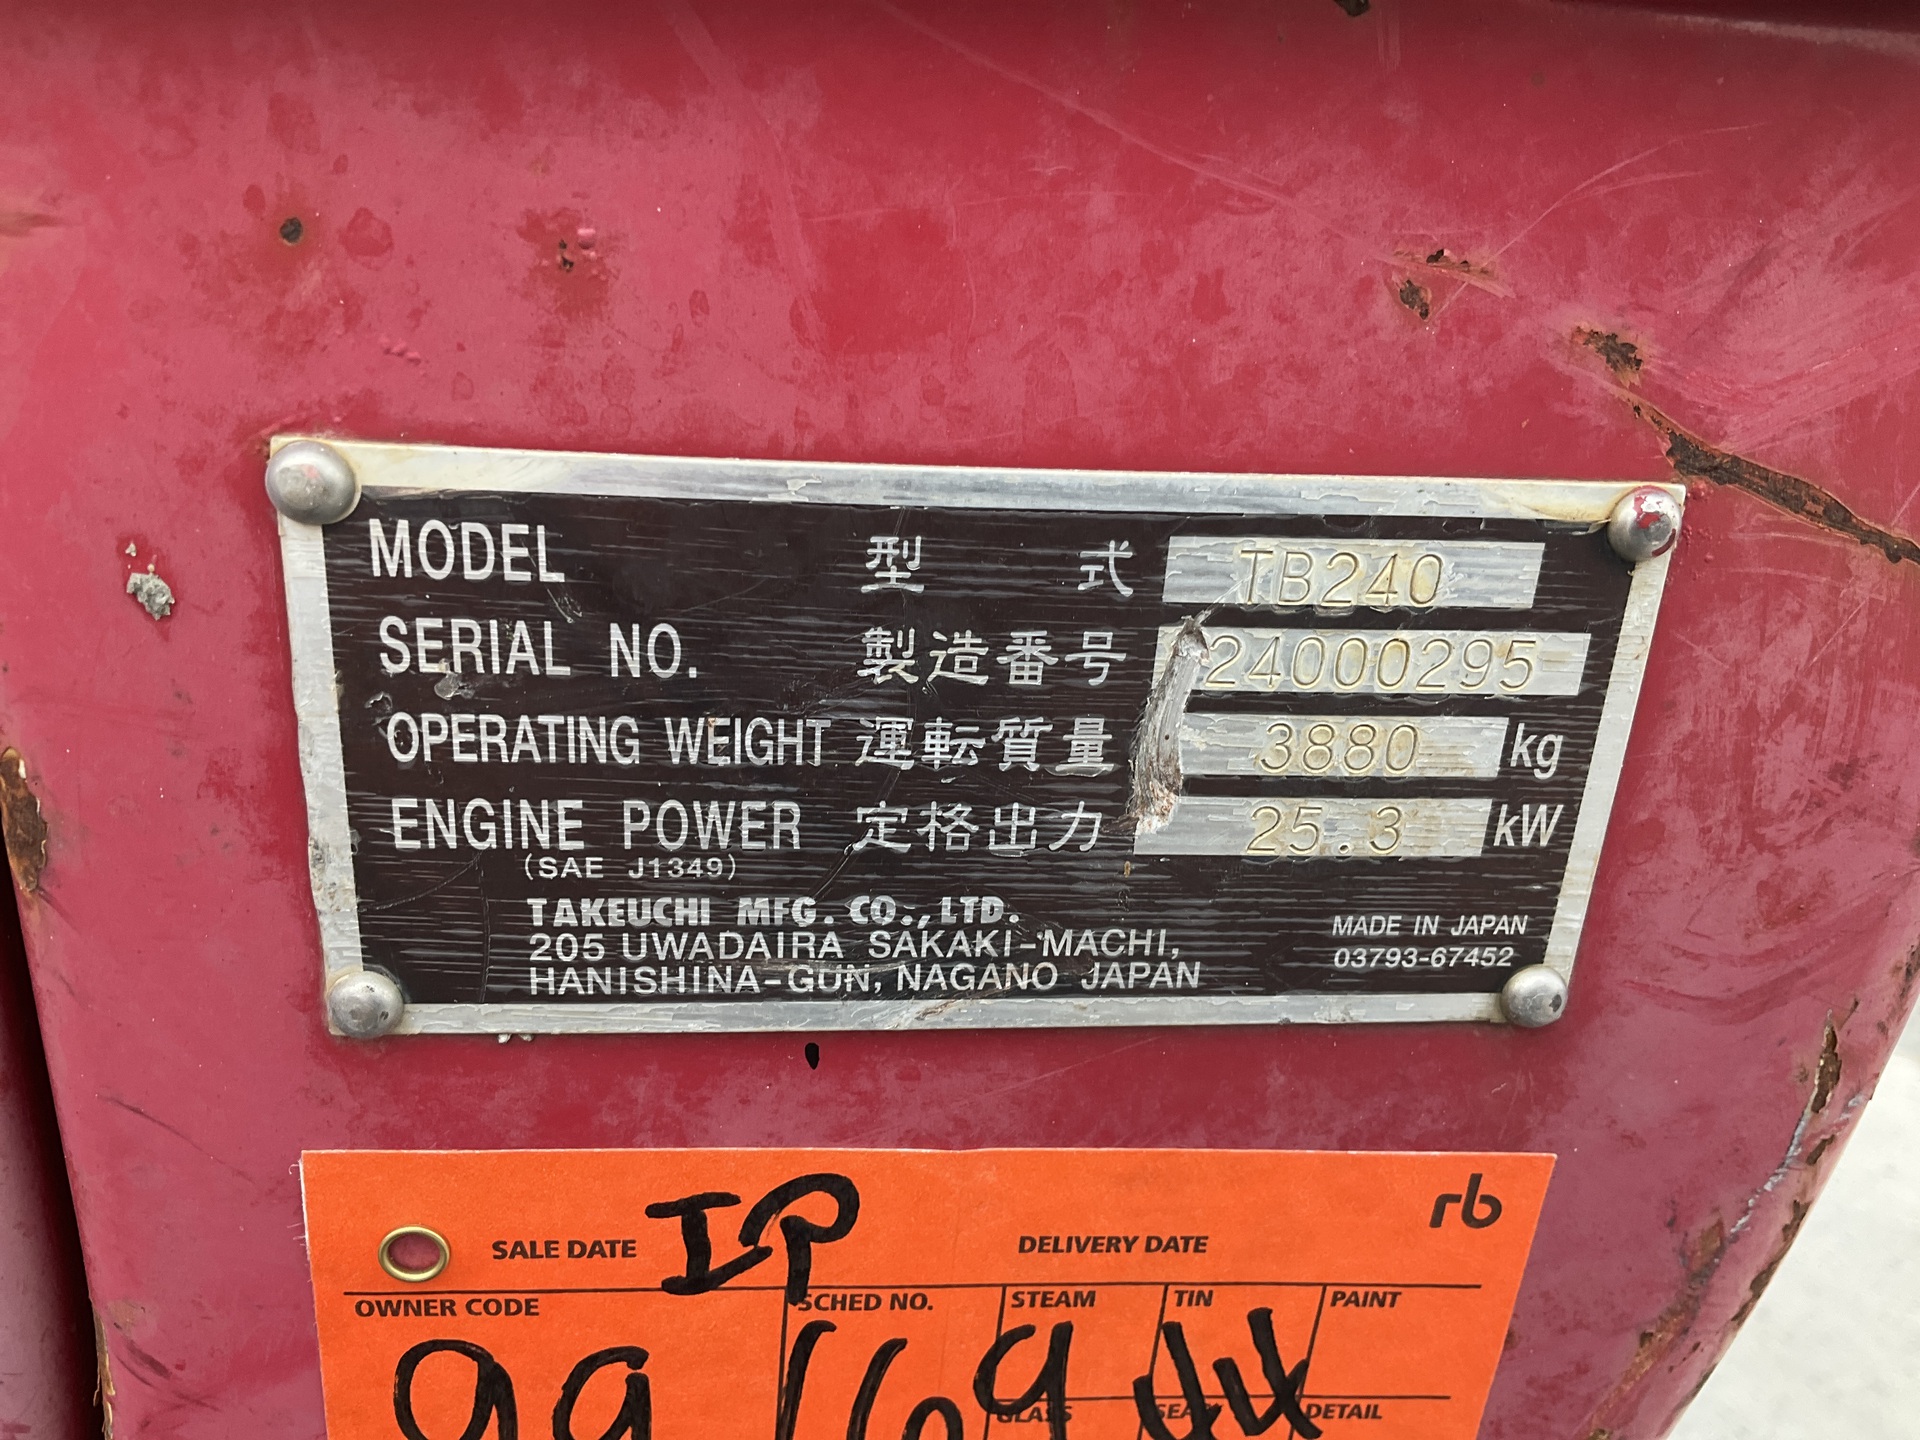 MODEL 型式 TB240
SERIAL NO. 製造番号 24000295
OPERATING WEIGHT 運転質量 3880 kg
ENGINE POWER 定格出力 25.3 kW
(SAE J1349)
TAKEUCHI MFG. CO., LTD.
205 UWADAIRA SAKAKI-MACHI,
HANISHINA-GUN, NAGANO JAPAN
MADE IN JAPAN
03793-67452
rb
SALE DATE IP DELIVERY DATE
OWNER CODE SCHED NO. STEAM TIN PAINT
GLASS DETAIL